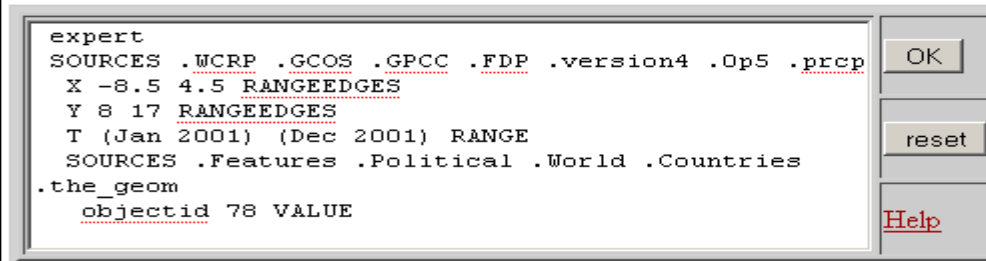 expert
SOURCES .WCRP .GCOS .GPCC .FDP .version4 .0p5 .prcp
X -8.5 4.5 RANGEEDGES
Y 8 17 RANGEEDGES
T (Jan 2001) (Dec 2001) RANGE
SOURCES .Features .Political .World .Countries
.the_geom
objectid 78 VALUE
OK
reset
Help